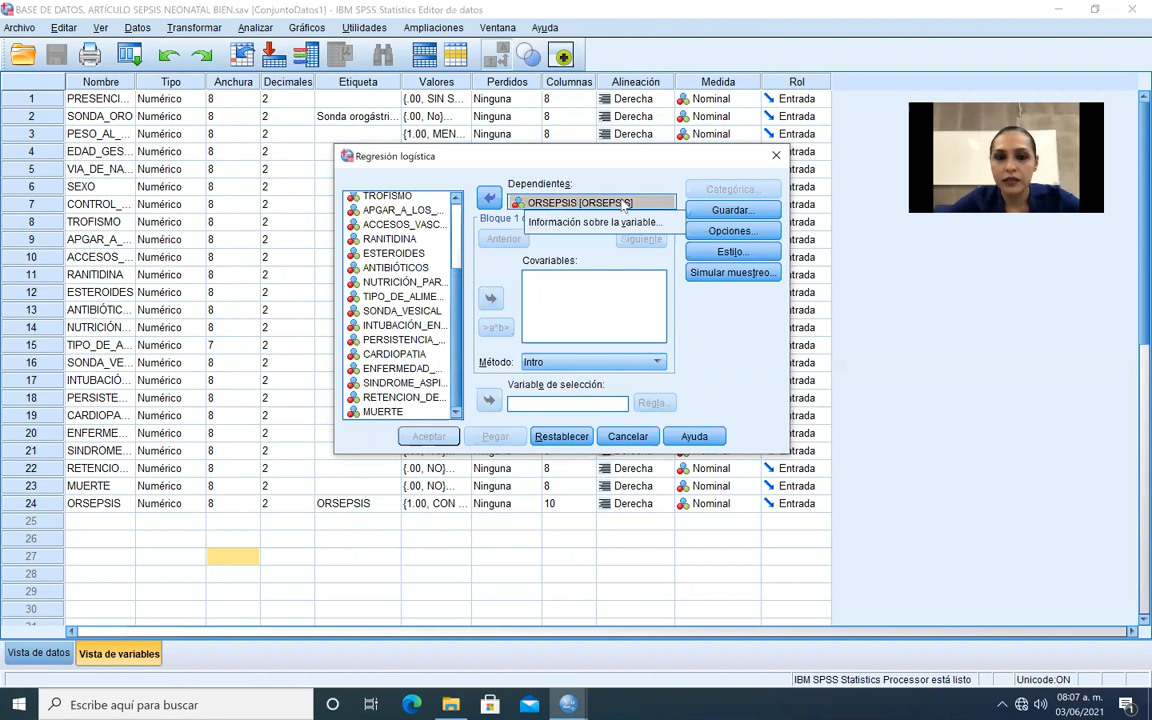 BASE DE DATOS, ARTÍCULO SEPSIS NEONATAL BIEN.sav [ConjuntoDatos1] - IBM SPSS Statistics Editor de datos
Archivo Editar Ver Datos Transformar Analizar Gráficos Utilidades Ampliaciones Ventana Ayuda
Nombre Tipo Anchura Decimales Etiqueta Valores Perdidos Columnas Alineación Medida Rol
1 PRESENCI... Numérico 8 2 {.00, SIN S... Ninguna 8 Derecha Nominal Entrada
2 SONDA_ORO Numérico 8 2 Sonda orogástri... {.00, No}... Ninguna 8 Derecha Nominal Entrada
3 PESO_AL_... Numérico 8 2 {1.00, MEN... Ninguna 8 Derecha Nominal Entrada
4 EDAD_GES...
5 VIA_DE_NA...
6 SEXO
7 CONTROL_...
8 TROFISMO
9 APGAR_A_...
10 ACCESOS_...
11 RANITIDINA
12 ESTEROIDES
13 ANTIBIÓTIC...
14 NUTRICIÓN...
15 TIPO_DE_A... Numérico 7 2
16 SONDA_VE...
17 INTUBACIÓ...
18 PERSISTE...
19 CARDIOPA...
20 ENFERME...
21 SINDROME...
22 RETENCIO... Numérico 8 2 {.00, NO}... Ninguna 8 Derecha Nominal Entrada
23 MUERTE Numérico 8 2 {.00, NO}... Ninguna 8 Derecha Nominal Entrada
24 ORSEPSIS Numérico 8 2 ORSEPSIS {1.00, CON ... Ninguna 10 Derecha Nominal Entrada
25
26
27
28
29
30
Regresión logística
TROFISMO
APGAR_A_LOS_...
ACCESOS_VASC...
RANITIDINA
ESTEROIDES
ANTIBIÓTICOS
NUTRICIÓN_PAR...
TIPO_DE_ALIME...
SONDA_VESICAL
INTUBACIÓN_EN...
PERSISTENCIA_...
CARDIOPATIA
ENFERMEDAD_...
SINDROME_ASPI...
RETENCION_DE...
MUERTE
Dependientes:
ORSEPSIS [ORSEPSIS]
Información sobre la variable...
Bloque 1
Anterior Siguiente
Covariables:
>a*b>
Método: Intro
Variable de selección:
Regla...
Categórica...
Guardar...
Opciones...
Estilo...
Simular muestreo...
Aceptar Pegar Restablecer Cancelar Ayuda
Vista de datos Vista de variables
IBM SPSS Statistics Processor está listo Unicode:ON
Escribe aquí para buscar
08:07 a. m.
03/06/2021